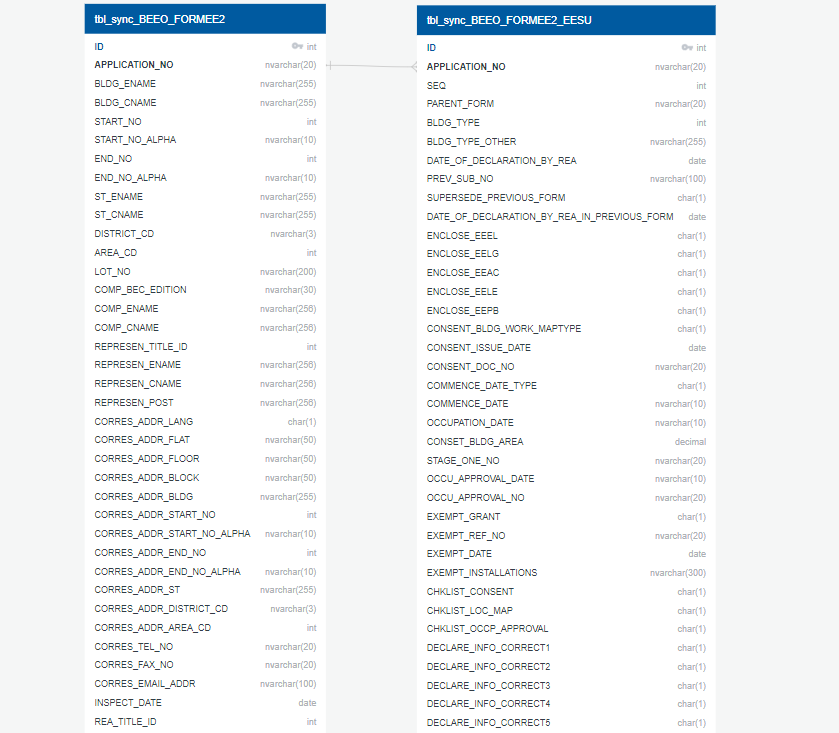 tbl_sync_BEEO_FORMEE2
ID int
APPLICATION_NO nvarchar(20)
BLDG_ENAME nvarchar(255)
BLDG_CNAME nvarchar(255)
START_NO int
START_NO_ALPHA nvarchar(10)
END_NO int
END_NO_ALPHA nvarchar(10)
ST_ENAME nvarchar(255)
ST_CNAME nvarchar(255)
DISTRICT_CD nvarchar(3)
AREA_CD int
LOT_NO nvarchar(200)
COMP_BEC_EDITION nvarchar(30)
COMP_ENAME nvarchar(256)
COMP_CNAME nvarchar(256)
REPRESEN_TITLE_ID int
REPRESEN_ENAME nvarchar(256)
REPRESEN_CNAME nvarchar(256)
REPRESEN_POST nvarchar(256)
CORRES_ADDR_LANG char(1)
CORRES_ADDR_FLAT nvarchar(50)
CORRES_ADDR_FLOOR nvarchar(50)
CORRES_ADDR_BLOCK nvarchar(50)
CORRES_ADDR_BLDG nvarchar(255)
CORRES_ADDR_START_NO int
CORRES_ADDR_START_NO_ALPHA nvarchar(10)
CORRES_ADDR_END_NO int
CORRES_ADDR_END_NO_ALPHA nvarchar(10)
CORRES_ADDR_ST nvarchar(255)
CORRES_ADDR_DISTRICT_CD nvarchar(3)
CORRES_ADDR_AREA_CD int
CORRES_TEL_NO nvarchar(20)
CORRES_FAX_NO nvarchar(20)
CORRES_EMAIL_ADDR nvarchar(100)
INSPECT_DATE date
REA_TITLE_ID int
tbl_sync_BEEO_FORMEE2_EESU
ID int
APPLICATION_NO nvarchar(20)
SEQ int
PARENT_FORM nvarchar(20)
BLDG_TYPE int
BLDG_TYPE_OTHER nvarchar(255)
DATE_OF_DECLARATION_BY_REA date
PREV_SUB_NO nvarchar(100)
SUPERSEDE_PREVIOUS_FORM char(1)
DATE_OF_DECLARATION_BY_REA_IN_PREVIOUS_FORM date
ENCLOSE_EEEL char(1)
ENCLOSE_EELG char(1)
ENCLOSE_EEAC char(1)
ENCLOSE_EELE char(1)
ENCLOSE_EEPB char(1)
CONSENT_BLDG_WORK_MAPTYPE char(1)
CONSENT_ISSUE_DATE date
CONSENT_DOC_NO nvarchar(20)
COMMENCE_DATE_TYPE char(1)
COMMENCE_DATE nvarchar(10)
OCCUPATION_DATE nvarchar(10)
CONSET_BLDG_AREA decimal
STAGE_ONE_NO nvarchar(20)
OCCU_APPROVAL_DATE nvarchar(10)
OCCU_APPROVAL_NO nvarchar(20)
EXEMPT_GRANT char(1)
EXEMPT_REF_NO nvarchar(20)
EXEMPT_DATE date
EXEMPT_INSTALLATIONS nvarchar(300)
CHKLIST_CONSENT char(1)
CHKLIST_LOC_MAP char(1)
CHKLIST_OCCP_APPROVAL char(1)
DECLARE_INFO_CORRECT1 char(1)
DECLARE_INFO_CORRECT2 char(1)
DECLARE_INFO_CORRECT3 char(1)
DECLARE_INFO_CORRECT4 char(1)
DECLARE_INFO_CORRECT5 char(1)